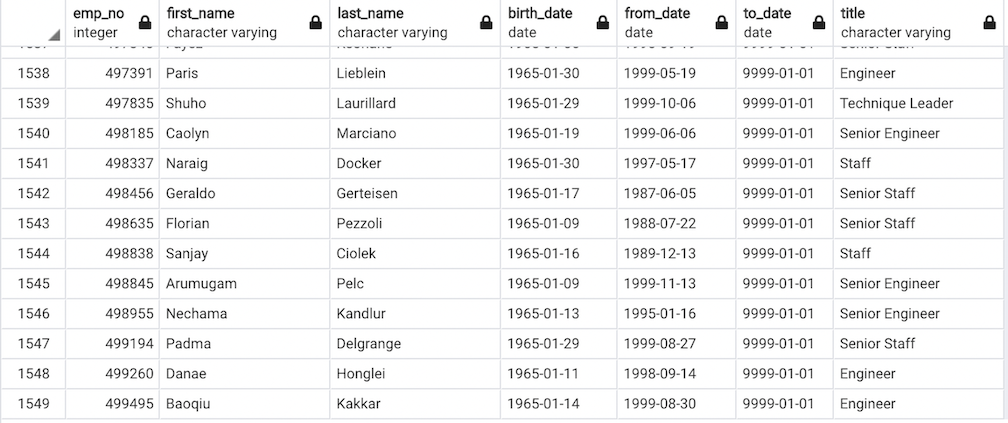 emp_no first_name last_name birth_date from_date to_date title
integer character varying character varying date date date character varying
1538 497391 Paris Lieblein 1965-01-30 1999-05-19 9999-01-01 Engineer
1539 497835 Shuho Laurillard 1965-01-29 1999-10-06 9999-01-01 Technique Leader
1540 498185 Caolyn Marciano 1965-01-19 1999-06-06 9999-01-01 Senior Engineer
1541 498337 Naraig Docker 1965-01-30 1997-05-17 9999-01-01 Staff
1542 498456 Geraldo Gerteisen 1965-01-17 1987-06-05 9999-01-01 Senior Staff
1543 498635 Florian Pezzoli 1965-01-09 1988-07-22 9999-01-01 Senior Staff
1544 498838 Sanjay Ciolek 1965-01-16 1989-12-13 9999-01-01 Staff
1545 498845 Arumugam Pelc 1965-01-09 1999-11-13 9999-01-01 Senior Engineer
1546 498955 Nechama Kandlur 1965-01-13 1995-01-16 9999-01-01 Senior Engineer
1547 499194 Padma Delgrange 1965-01-29 1999-08-27 9999-01-01 Senior Staff
1548 499260 Danae Honglei 1965-01-11 1998-09-14 9999-01-01 Engineer
1549 499495 Baoqiu Kakkar 1965-01-14 1999-08-30 9999-01-01 Engineer